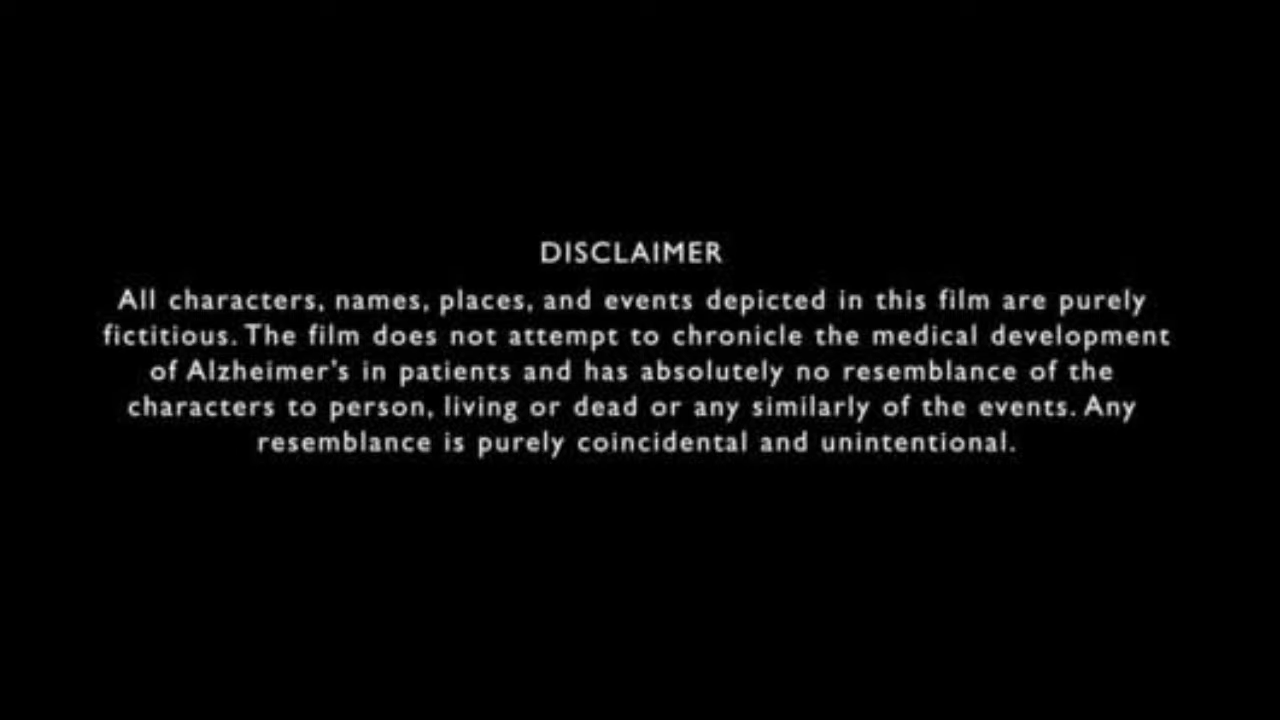 DISCLAIMER
All characters, names, places, and events depicted in this film are purely
fictitious. The film does not attempt to chronicle the medical development
of Alzheimer's in patients and has absolutely no resemblance of the
characters to person, living or dead or any similarly of the events. Any
resemblance is purely coincidental and unintentional.